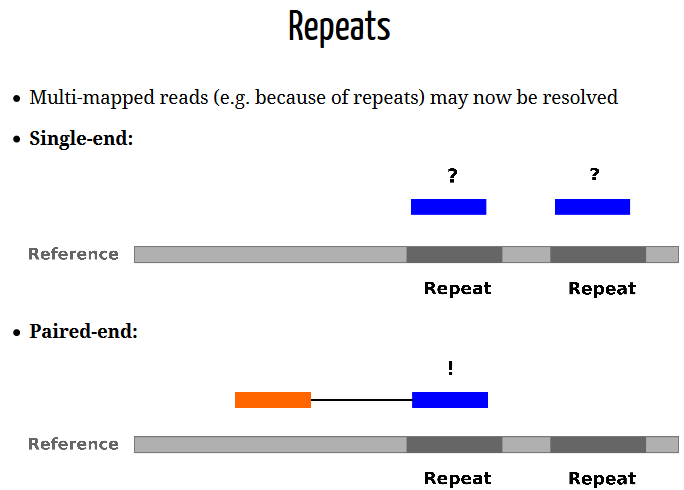 Repeats
• Multi-mapped reads (e.g. because of repeats) may now be resolved
• Single-end:
? ?
Reference
Repeat Repeat
• Paired-end:
!
Reference
Repeat Repeat